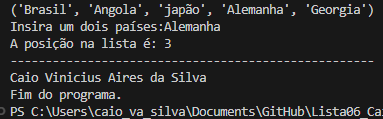 ('Brasil', 'Angola', 'japão', 'Alemanha', 'Georgia')
Insira um dois países:Alemanha
A posição na lista é: 3
----------------------------------------------------
Caio Vinicius Aires da Silva
Fim do programa.
PS C:\Users\caio_va_silva\Documents\GitHub\Lista06_Ca